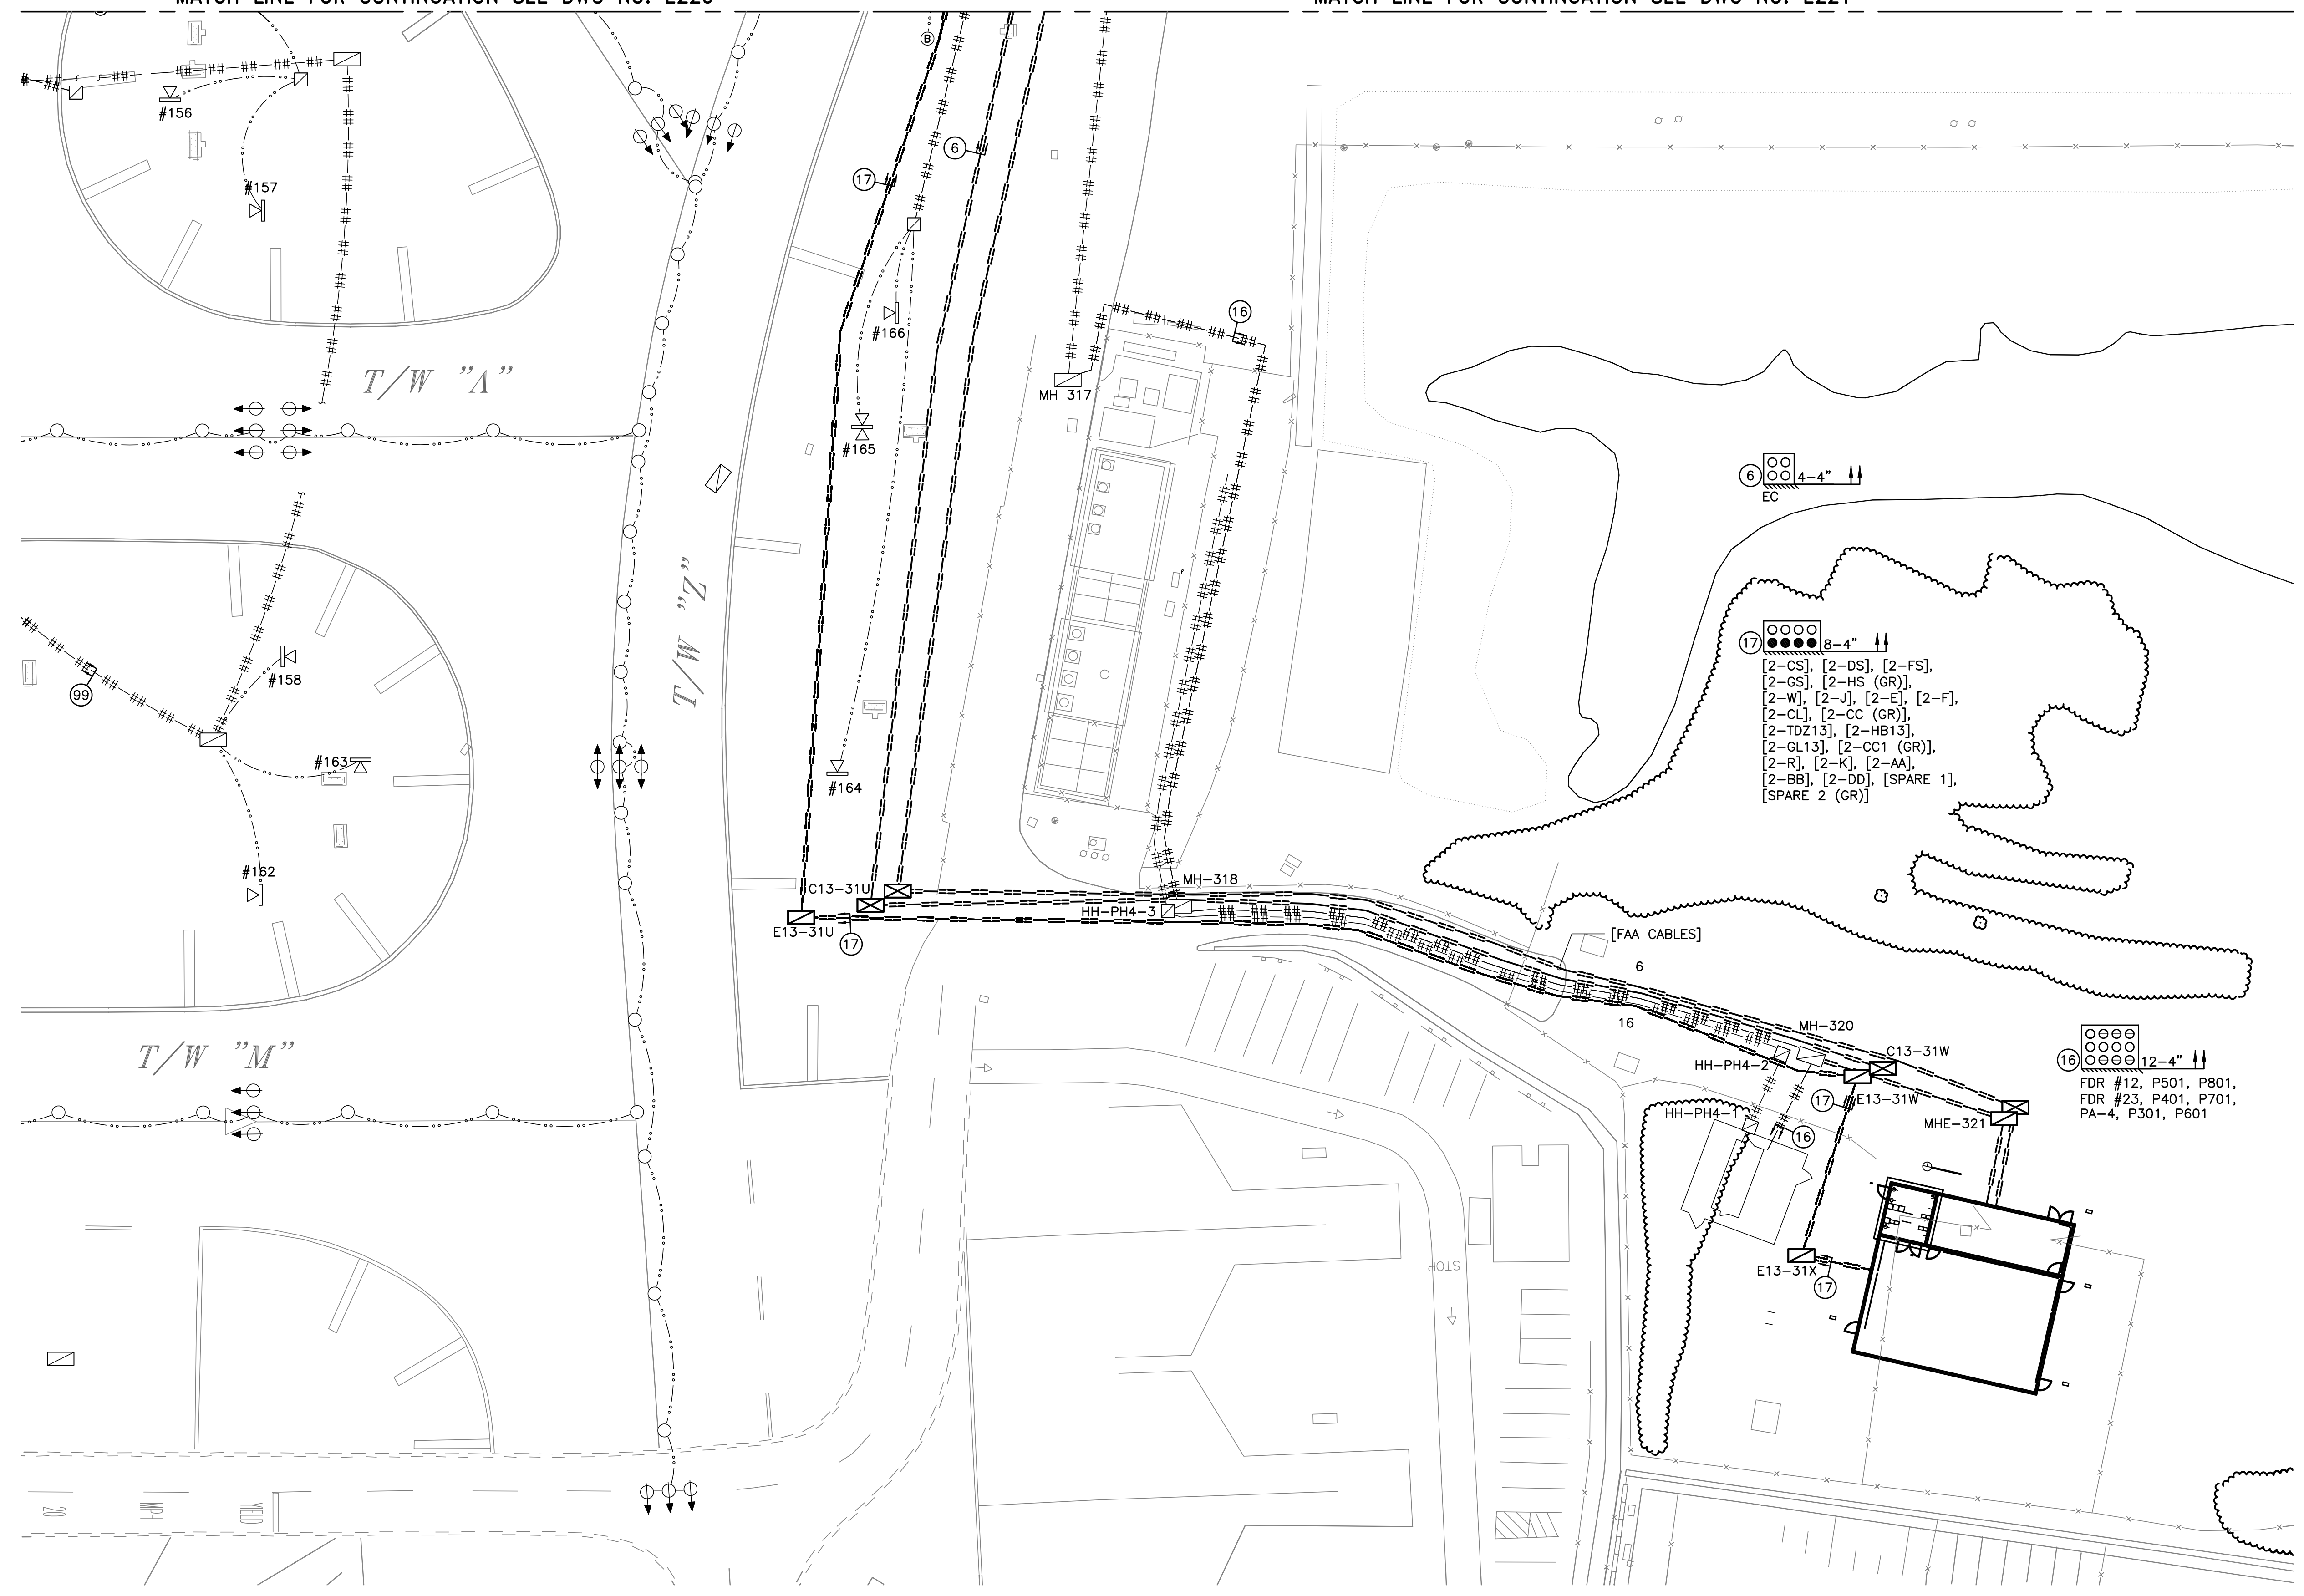 MATCH LINE FOR CONTINUATION SEE DWG NO. E220
MATCH LINE FOR CONTINUATION SEE DWG NO. E221
B
#156
#157
17
6
#166
16
T/W "A"
MH 317
#165
6
4-4"
EC
T/W "Z"
99
#158
#163
#164
#162
17
8-4"
[2-CS], [2-DS], [2-FS],
[2-GS], [2-HS (GR)],
[2-W], [2-J], [2-E], [2-F],
[2-CL], [2-CC (GR)],
[2-TDZ13], [2-HB13],
[2-GL13], [2-CC1 (GR)],
[2-R], [2-K], [2-AA],
[2-BB], [2-DD], [SPARE 1],
[SPARE 2 (GR)]
C13-31U
MH-318
HH-PH4-3
E13-31U
17
[FAA CABLES]
6
16
MH-320
C13-31W
HH-PH4-2
E13-31W
17
HH-PH4-1
16
MHE-321
16
12-4"
FDR #12, P501, P801,
FDR #23, P401, P701,
PA-4, P301, P601
T/W "M"
E13-31X
17
STOP
20
MPH
YIELD